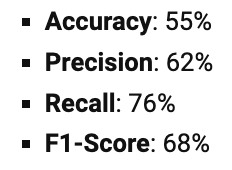 ▪ Accuracy: 55%
▪ Precision: 62%
▪ Recall: 76%
▪ F1-Score: 68%